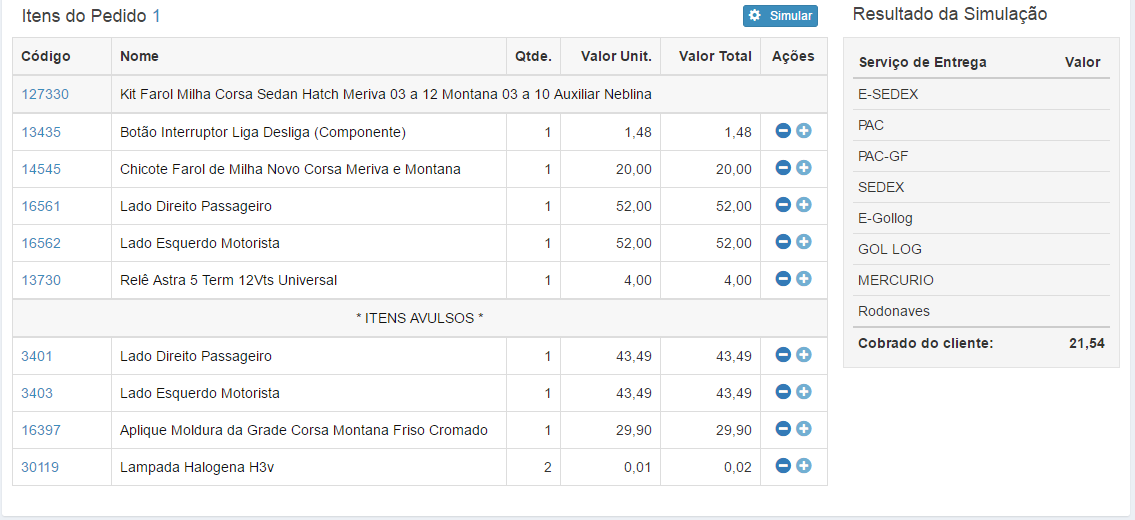 Itens do Pedido 1
Simular
Código Nome Qtde. Valor Unit. Valor Total Ações
127330 Kit Farol Milha Corsa Sedan Hatch Meriva 03 a 12 Montana 03 a 10 Auxiliar Neblina
13435 Botão Interruptor Liga Desliga (Componente) 1 1,48 1,48
14545 Chicote Farol de Milha Novo Corsa Meriva e Montana 1 20,00 20,00
16561 Lado Direito Passageiro 1 52,00 52,00
16562 Lado Esquerdo Motorista 1 52,00 52,00
13730 Relê Astra 5 Term 12Vts Universal 1 4,00 4,00
* ITENS AVULSOS *
3401 Lado Direito Passageiro 1 43,49 43,49
3403 Lado Esquerdo Motorista 1 43,49 43,49
16397 Aplique Moldura da Grade Corsa Montana Friso Cromado 1 29,90 29,90
30119 Lampada Halogena H3v 2 0,01 0,02
Resultado da Simulação
Serviço de Entrega Valor
E-SEDEX
PAC
PAC-GF
SEDEX
E-Gollog
GOL LOG
MERCURIO
Rodonaves
Cobrado do cliente: 21,54